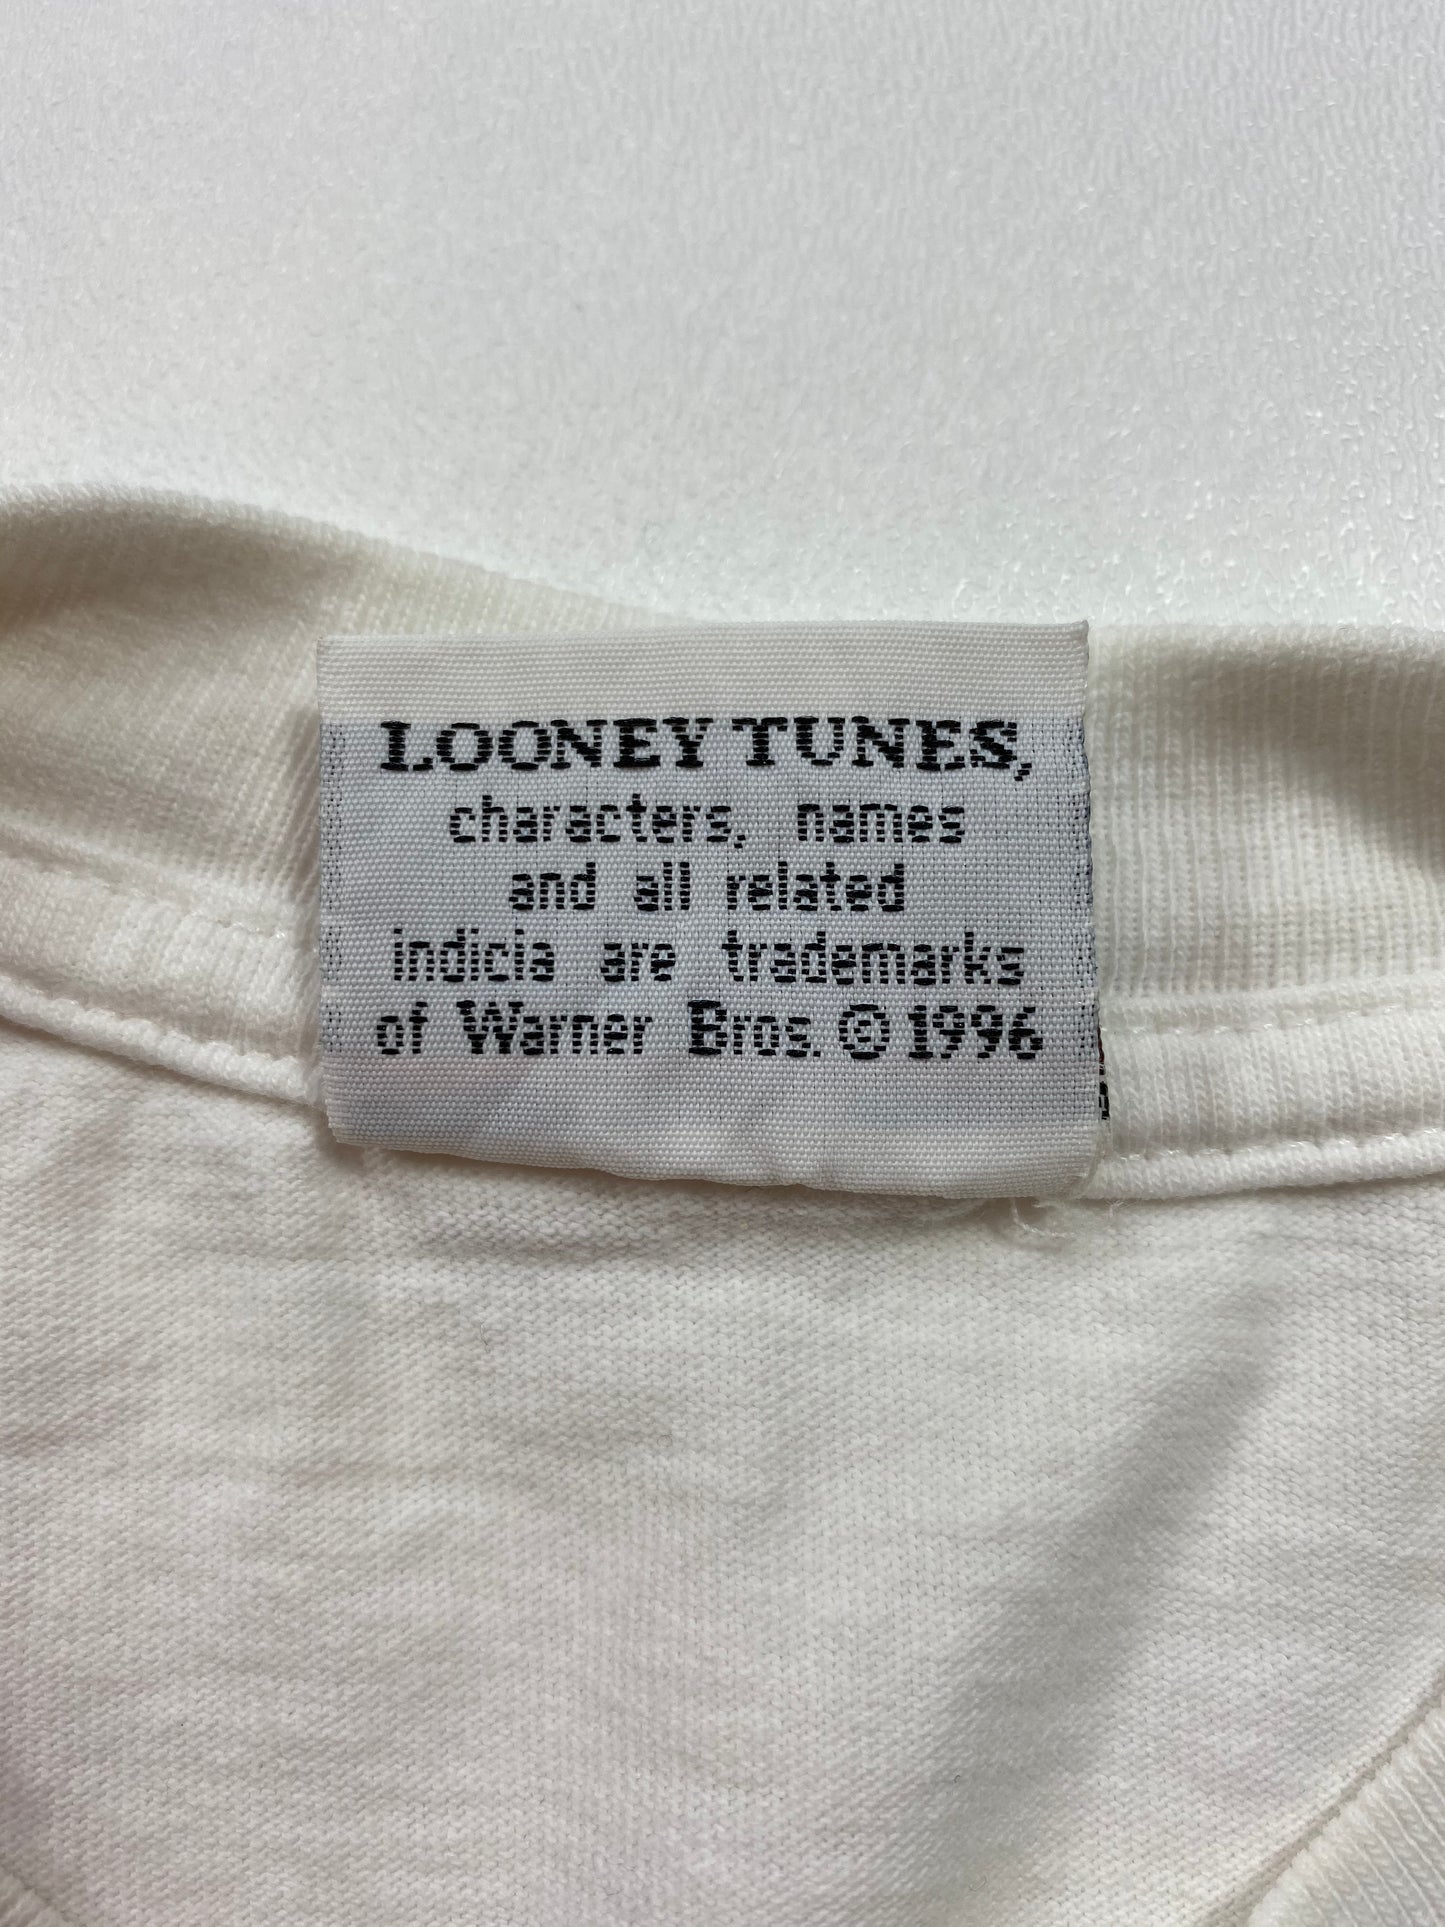 LOONEY TUNES,
characters, names
and all related
indicia are trademarks
of Warner Bros. © 1996